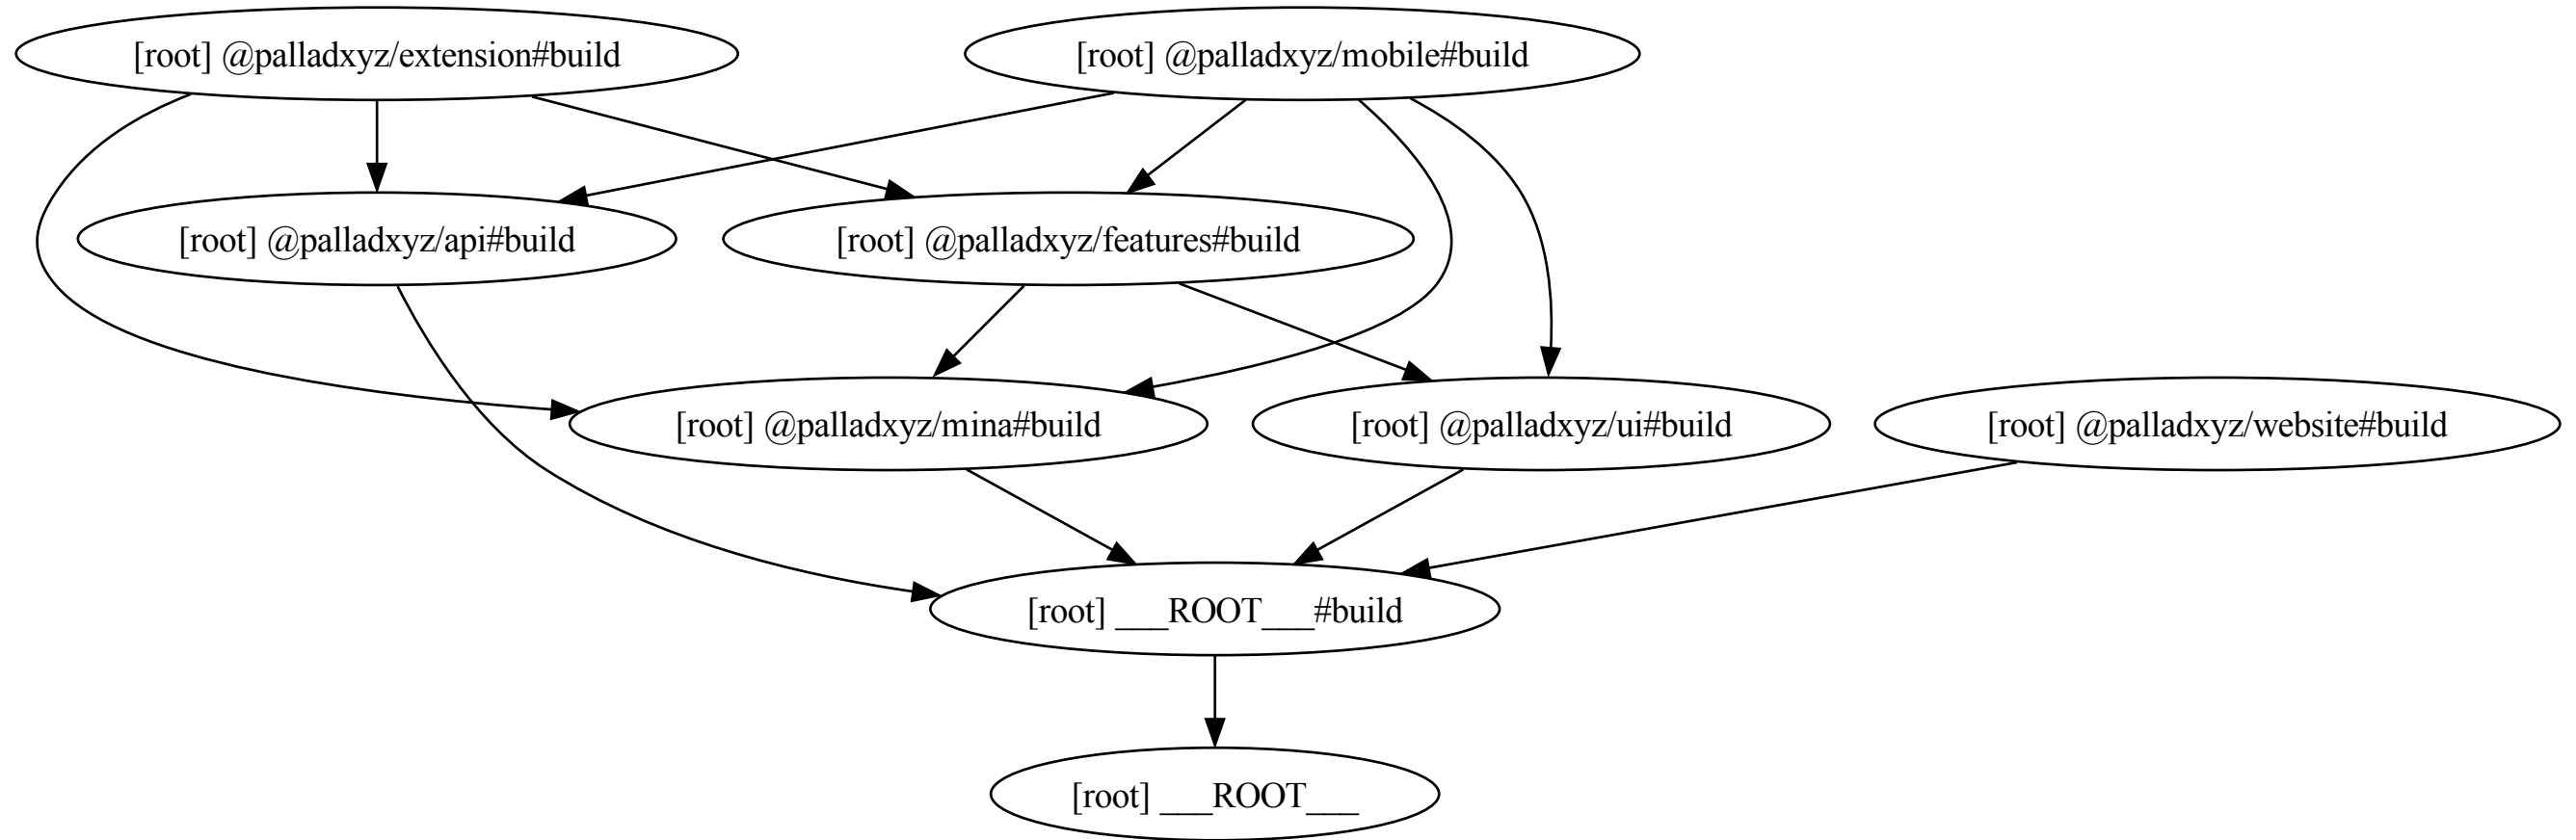 [root] @palladxyz/extension#build
[root] @palladxyz/mobile#build
[root] @palladxyz/api#build
[root] @palladxyz/features#build
[root] @palladxyz/mina#build
[root] @palladxyz/ui#build
[root] @palladxyz/website#build
[root] ___ROOT___#build
[root] ___ROOT___